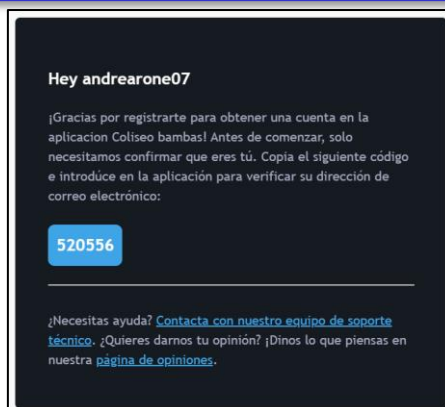 Hey andrearone07
¡Gracias por registrarte para obtener una cuenta en la
aplicacion Coliseo bambas! Antes de comenzar, solo
necesitamos confirmar que eres tú. Copia el siguiente código
e introdúce en la aplicación para verificar su dirección de
correo electrónico:
520556
¿Necesitas ayuda? Contacta con nuestro equipo de soporte
técnico. ¿Quieres darnos tu opinión? ¡Dinos lo que piensas en
nuestra página de opiniones.